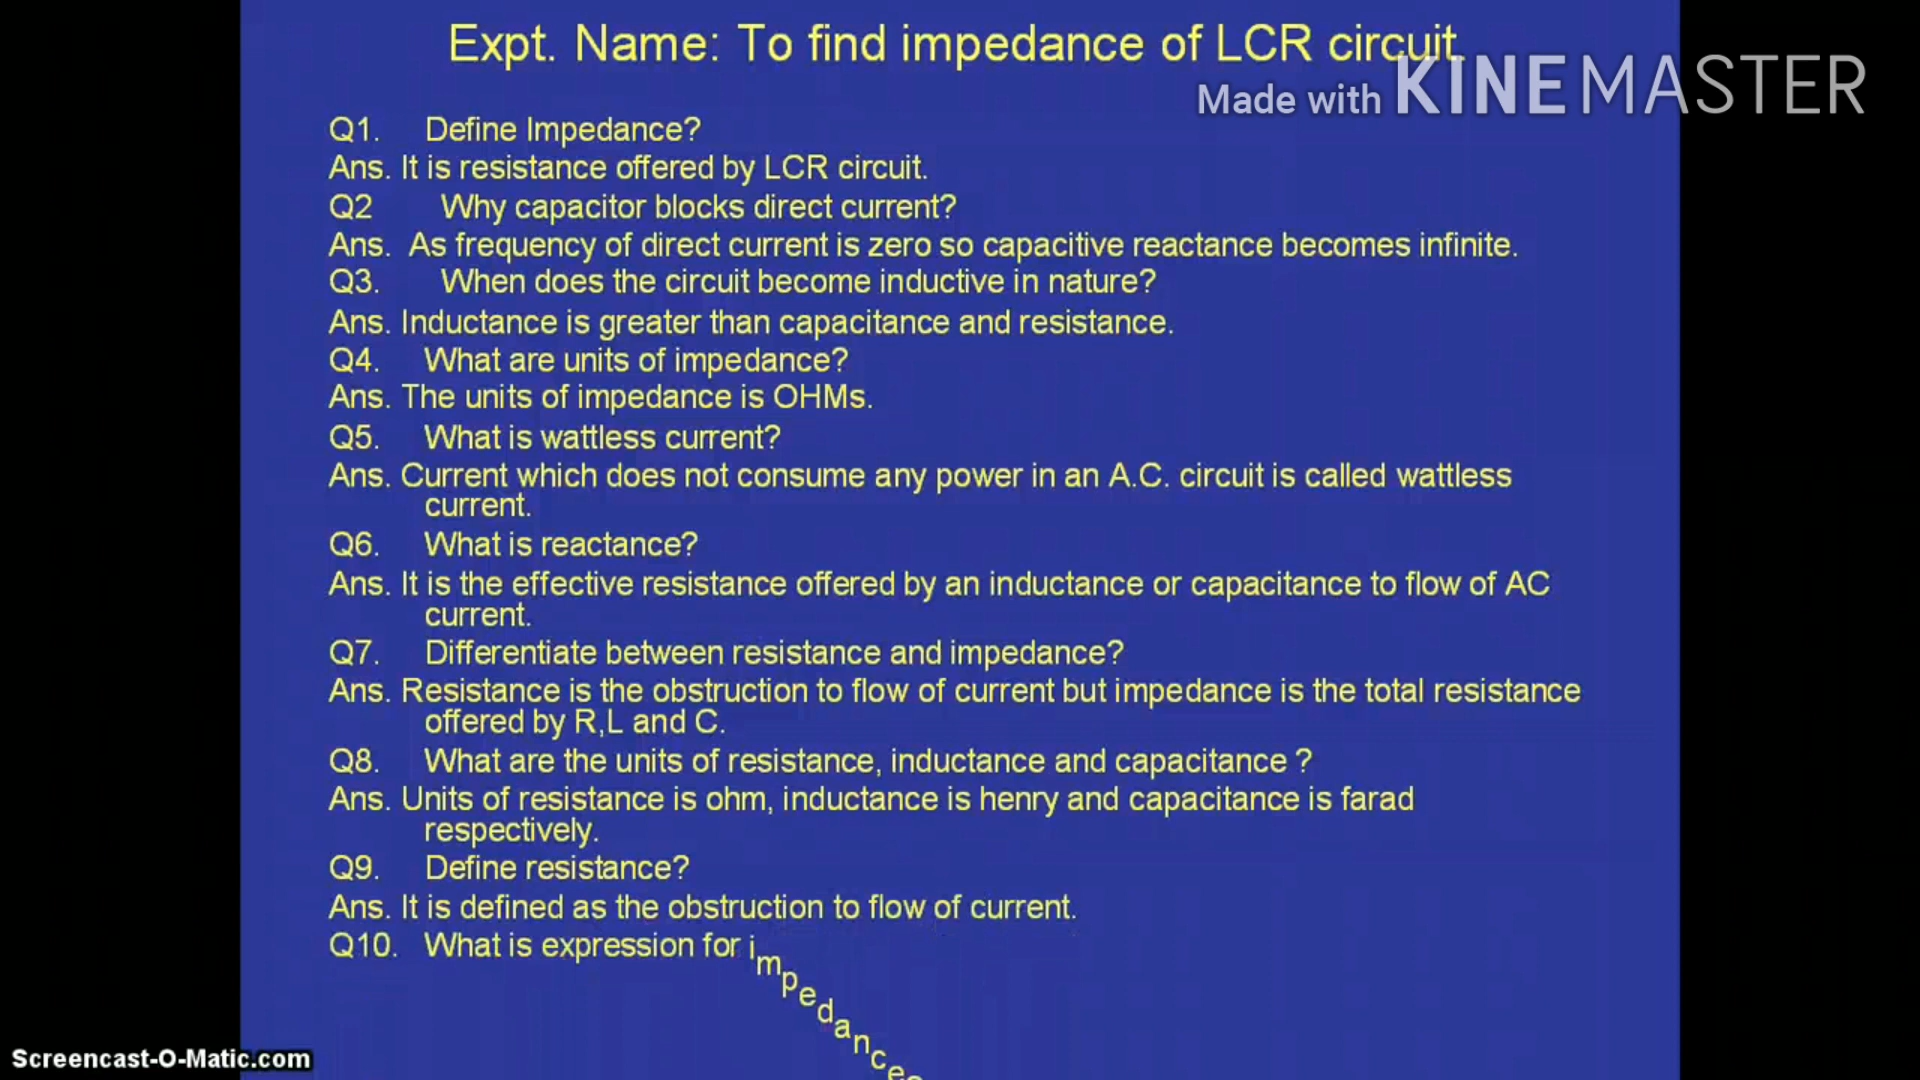 Expt. Name: To find impedance of LCR circuit.
Made with KINEMASTER
Q1. Define Impedance?
Ans. It is resistance offered by LCR circuit.
Q2 Why capacitor blocks direct current?
Ans. As frequency of direct current is zero so capacitive reactance becomes infinite.
Q3. When does the circuit become inductive in nature?
Ans. Inductance is greater than capacitance and resistance.
Q4. What are units of impedance?
Ans. The units of impedance is OHMs.
Q5. What is wattless current?
Ans. Current which does not consume any power in an A.C. circuit is called wattless
current.
Q6. What is reactance?
Ans. It is the effective resistance offered by an inductance or capacitance to flow of AC
current.
Q7. Differentiate between resistance and impedance?
Ans. Resistance is the obstruction to flow of current but impedance is the total resistance
offered by R,L and C.
Q8. What are the units of resistance, inductance and capacitance ?
Ans. Units of resistance is ohm, inductance is henry and capacitance is farad
respectively.
Q9. Define resistance?
Ans. It is defined as the obstruction to flow of current.
Q10. What is expression for impedance
Screencast-O-Matic.com